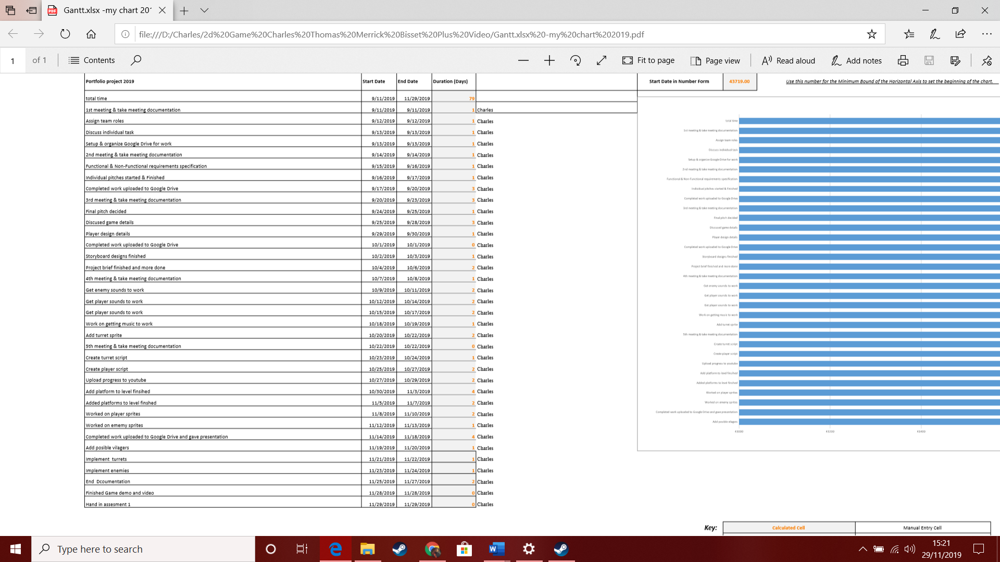 Gantt.xlsx -my chart 201
file:///D:/Charles/2d%20Game%20Charles%20Thomas%20Merrick%20Bisset%20Plus%20Video/Gantt.xlsx%20-my%20chart%202019.pdf
1 of 1 Contents Fit to page Page view Read aloud Add notes
Portfolio project 2019 Start Date End Date Duration (Days) Start Date in Number Form 43719.00 Use this number for the Minimum Bound of the Horizontal Axis to set the beginning of the chart.
total time 9/11/2019 11/29/2019 79
1st meeting & take meeting documentation 9/11/2019 9/11/2019 1 Charles
Assign team roles 9/12/2019 9/12/2019 1 Charles
Discuss individual task 9/13/2019 9/13/2019 1 Charles
Setup & organize Google Drive for work 9/13/2019 9/13/2019 1 Charles
2nd meeting & take meeting documentation 9/14/2019 9/14/2019 1 Charles
Functional & Non-Functional requirements specification 9/15/2019 9/16/2019 1 Charles
Individual pitches started & Finished 9/16/2019 9/17/2019 1 Charles
Completed work uploaded to Google Drive 9/17/2019 9/20/2019 3 Charles
3rd meeting & take meeting documentation 9/20/2019 9/23/2019 3 Charles
Final pitch decided 9/24/2019 9/25/2019 1 Charles
Discused game details 9/25/2019 9/28/2019 3 Charles
Player design details 9/29/2019 9/30/2019 1 Charles
Completed work uploaded to Google Drive 10/1/2019 10/1/2019 0 Charles
Storyboard designs finished 10/2/2019 10/3/2019 1 Charles
Project brief finished and more done 10/4/2019 10/6/2019 2 Charles
4th meeting & take meeting documentation 10/7/2019 10/8/2019 1 Charles
Get enemy sounds to work 10/9/2019 10/11/2019 2 Charles
Get player sounds to work 10/12/2019 10/14/2019 2 Charles
Get player sounds to work 10/15/2019 10/17/2019 2 Charles
Work on getting music to work 10/18/2019 10/19/2019 1 Charles
Add turret sprite 10/20/2019 10/22/2019 2 Charles
5th meeting & take meeting documentation 10/22/2019 10/22/2019 0 Charles
Create turret script 10/23/2019 10/24/2019 1 Charles
Create player script 10/25/2019 10/27/2019 2 Charles
Upload progress to youtube 10/27/2019 10/29/2019 2 Charles
Add platform to level finsihed 10/30/2019 11/3/2019 4 Charles
Added platforms to level finshed 11/5/2019 11/7/2019 2 Charles
Worked on player sprites 11/8/2019 11/10/2019 2 Charles
Worked on ememy sprites 11/12/2019 11/13/2019 1 Charles
Completed work uploaded to Google Drive and gave presentation 11/14/2019 11/18/2019 4 Charles
Add posible vilagers 11/19/2019 11/20/2019 1 Charles
Implement turrets 11/21/2019 11/22/2019 1 Charles
Implement enemies 11/23/2019 11/24/2019 1 Charles
End Dcoumentation 11/25/2019 11/27/2019 2 Charles
Finished Game demo and video 11/28/2019 11/28/2019 0 Charles
Hand in assesment 1 11/29/2019 11/29/2019 0 Charles
total time
1st meeting & take meeting documentation
Assign team roles
Discuss individual task
Setup & organize Google Drive for work
2nd meeting & take meeting documentation
Functional & Non-Functional requirements specification
Individual pitches started & Finished
Completed work uploaded to Google Drive
3rd meeting & take meeting documentation
Final pitch decided
Discused game details
Player design details
Completed work uploaded to Google Drive
Storyboard designs finished
Project brief finished and more done
4th meeting & take meeting documentation
Get enemy sounds to work
Get player sounds to work
Get player sounds to work
Work on getting music to work
Add turret sprite
5th meeting & take meeting documentation
Create turret script
Create player script
Upload progress to youtube
Add platform to level finsihed
Added platforms to level finshed
Worked on player sprites
Worked on ememy sprites
Completed work uploaded to Google Drive and gave presentation
Add posible vilagers
43000 43200 43400
Key: Calculated Cell Manual Entry Cell
Type here to search
15:21
29/11/2019